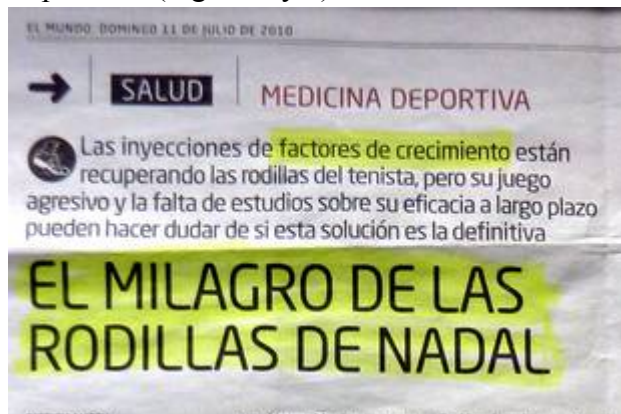 EL MUNDO. DOMINGO 11 DE JULIO DE 2010
SALUD MEDICINA DEPORTIVA
Las inyecciones de factores de crecimiento están
recuperando las rodillas del tenista, pero su juego
agresivo y la falta de estudios sobre su eficacia a largo plazo
pueden hacer dudar de si esta solución es la definitiva
EL MILAGRO DE LAS
RODILLAS DE NADAL